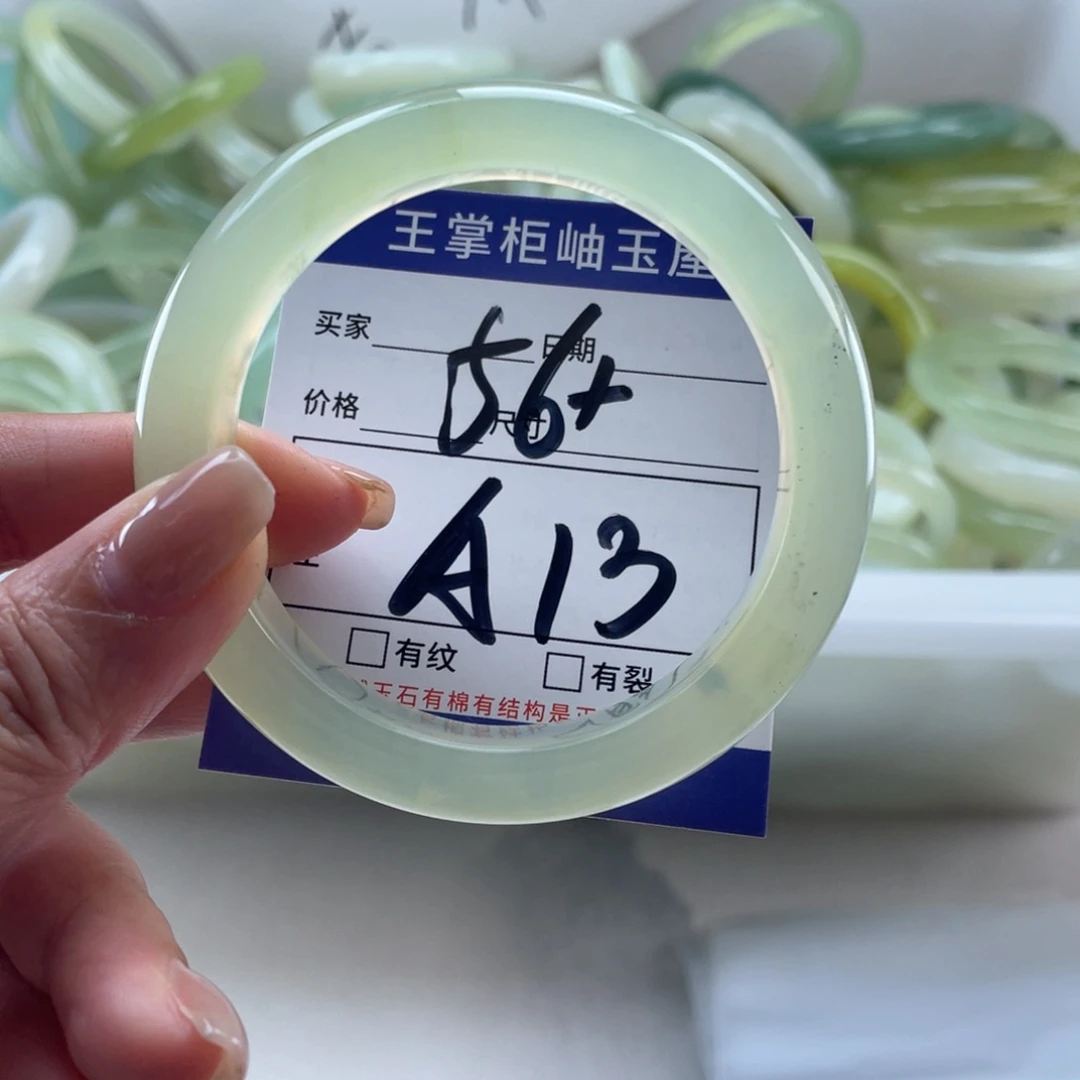 王掌柜岫玉屋
买家 日期
56+
价格 尺寸
A13
有纹 有裂
玉石有棉有结构是正